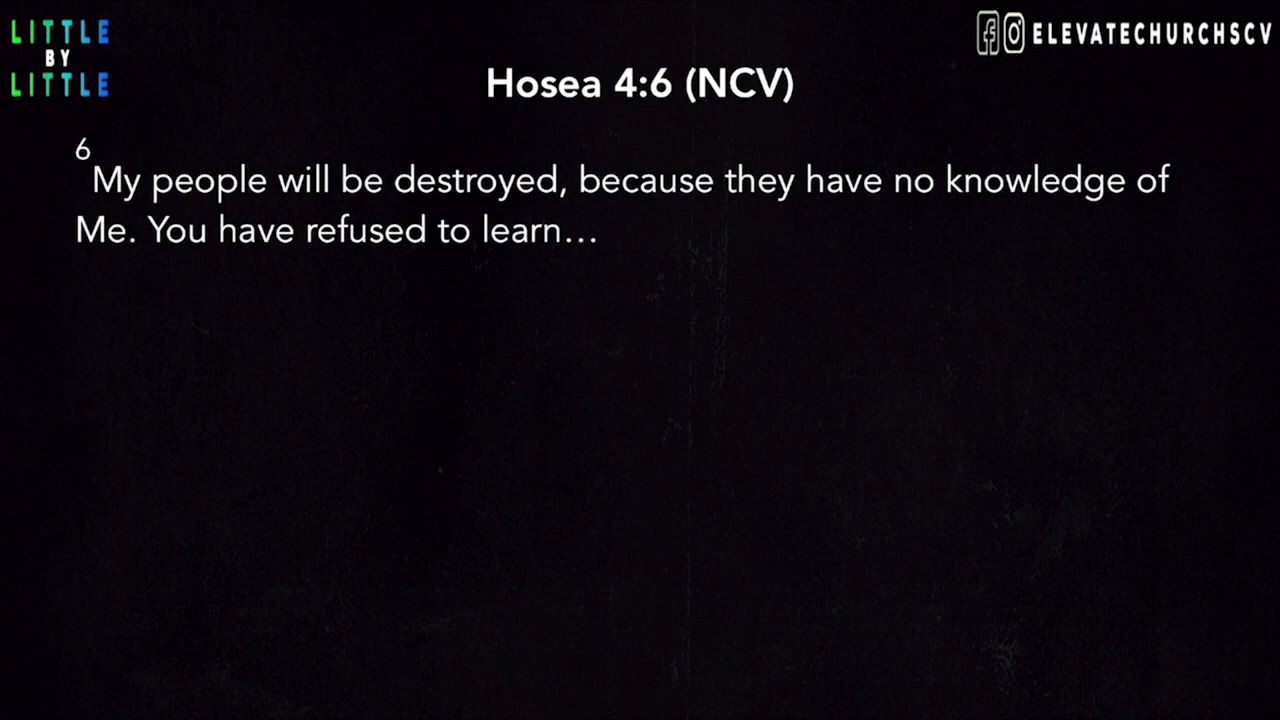 LITTLE
BY
LITTLE
ELEVATECHURCHSCV
Hosea 4:6 (NCV)
6
My people will be destroyed, because they have no knowledge of
Me. You have refused to learn…